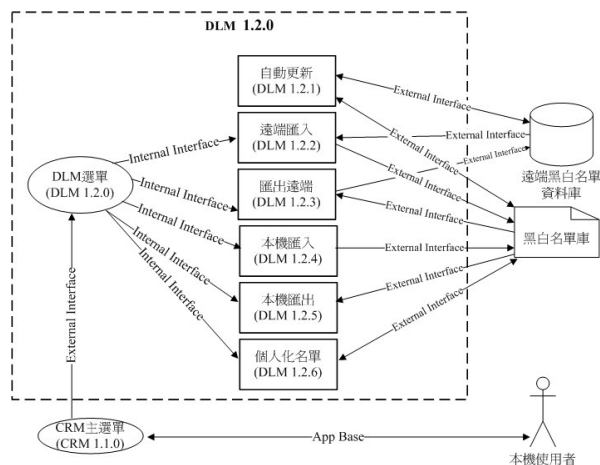 DLM 1.2.0
自動更新
(DLM 1.2.1)
External Interface
遠端匯入
(DLM 1.2.2)
Internal Interface
External Interface
External Interface
External Interface
遠端黑白名單
資料庫
DLM選單
(DLM 1.2.0)
Internal Interface
匯出遠端
(DLM 1.2.3)
External Interface
External Interface
黑白名單庫
Internal Interface
本機匯入
(DLM 1.2.4)
External Interface
Internal Interface
本機匯出
(DLM 1.2.5)
External Interface
Internal Interface
個人化名單
(DLM 1.2.6)
External Interface
External Interface
CRM主選單
(CRM 1.1.0)
App Base
本機使用者